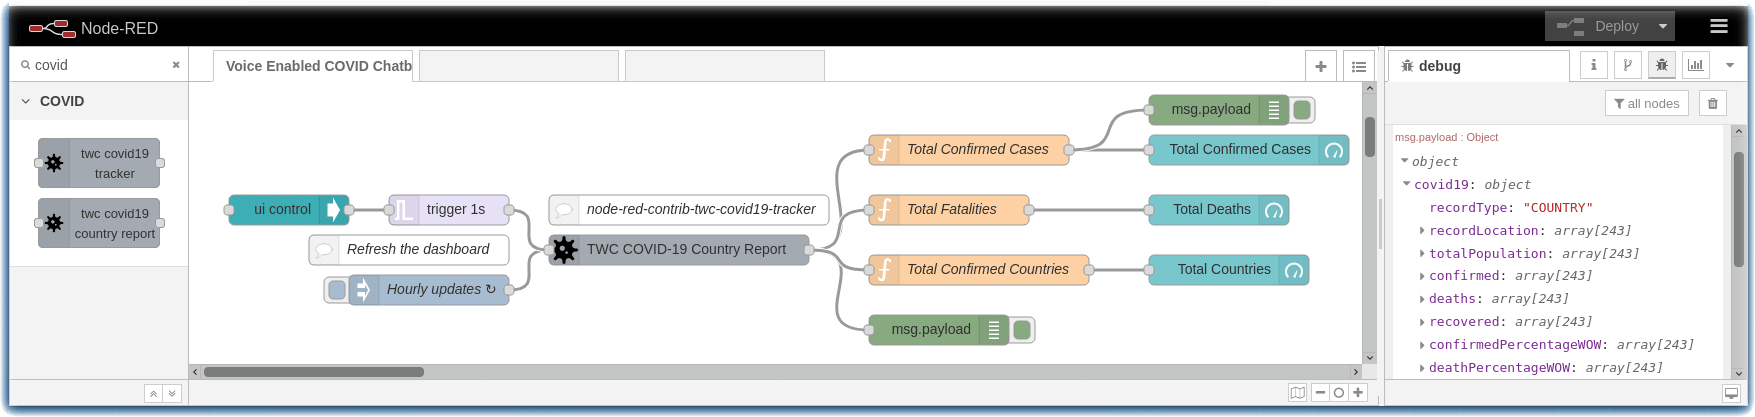 Node-RED
Deploy
covid
Voice Enabled COVID Chatb
debug
COVID
all nodes
twc covid19
tracker
twc covid19
country report
ui control
trigger 1s
Refresh the dashboard
Hourly updates ↻
node-red-contrib-twc-covid19-tracker
TWC COVID-19 Country Report
Total Confirmed Cases
Total Fatalities
Total Confirmed Countries
msg.payload
msg.payload
Total Confirmed Cases
Total Deaths
Total Countries
msg.payload : Object
object
covid19: object
recordType: "COUNTRY"
recordLocation: array[243]
totalPopulation: array[243]
confirmed: array[243]
deaths: array[243]
recovered: array[243]
confirmedPercentageWOW: array[243]
deathPercentageWOW: array[243]